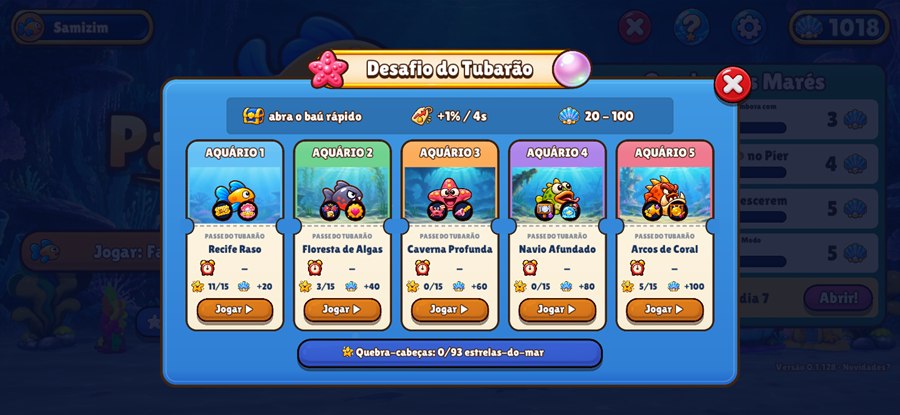 Samizim
1018
Desafio do Tubarão
s Marés
abra o baú rápido
+1% / 4s
20 – 100
3
no Pier
4
escerem
5
Medo
5
dia 7
Abrir!
Jogar: Fa
AQUÁRIO 1
PASSE DO TUBARÃO
Recife Raso
–
11/15
+20
Jogar
AQUÁRIO 2
PASSE DO TUBARÃO
Floresta de Algas
–
3/15
+40
Jogar
AQUÁRIO 3
PASSE DO TUBARÃO
Caverna Profunda
–
0/15
+60
Jogar
AQUÁRIO 4
PASSE DO TUBARÃO
Navio Afundado
–
0/15
+80
Jogar
AQUÁRIO 5
PASSE DO TUBARÃO
Arcos de Coral
–
5/15
+100
Jogar
Quebra-cabeças: 0/93 estrelas-do-mar
Versão 0.1.128 · Novidades?